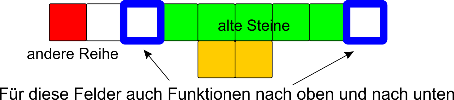 alte Steine
andere Reihe
Für diese Felder auch Funktionen nach oben und nach unten